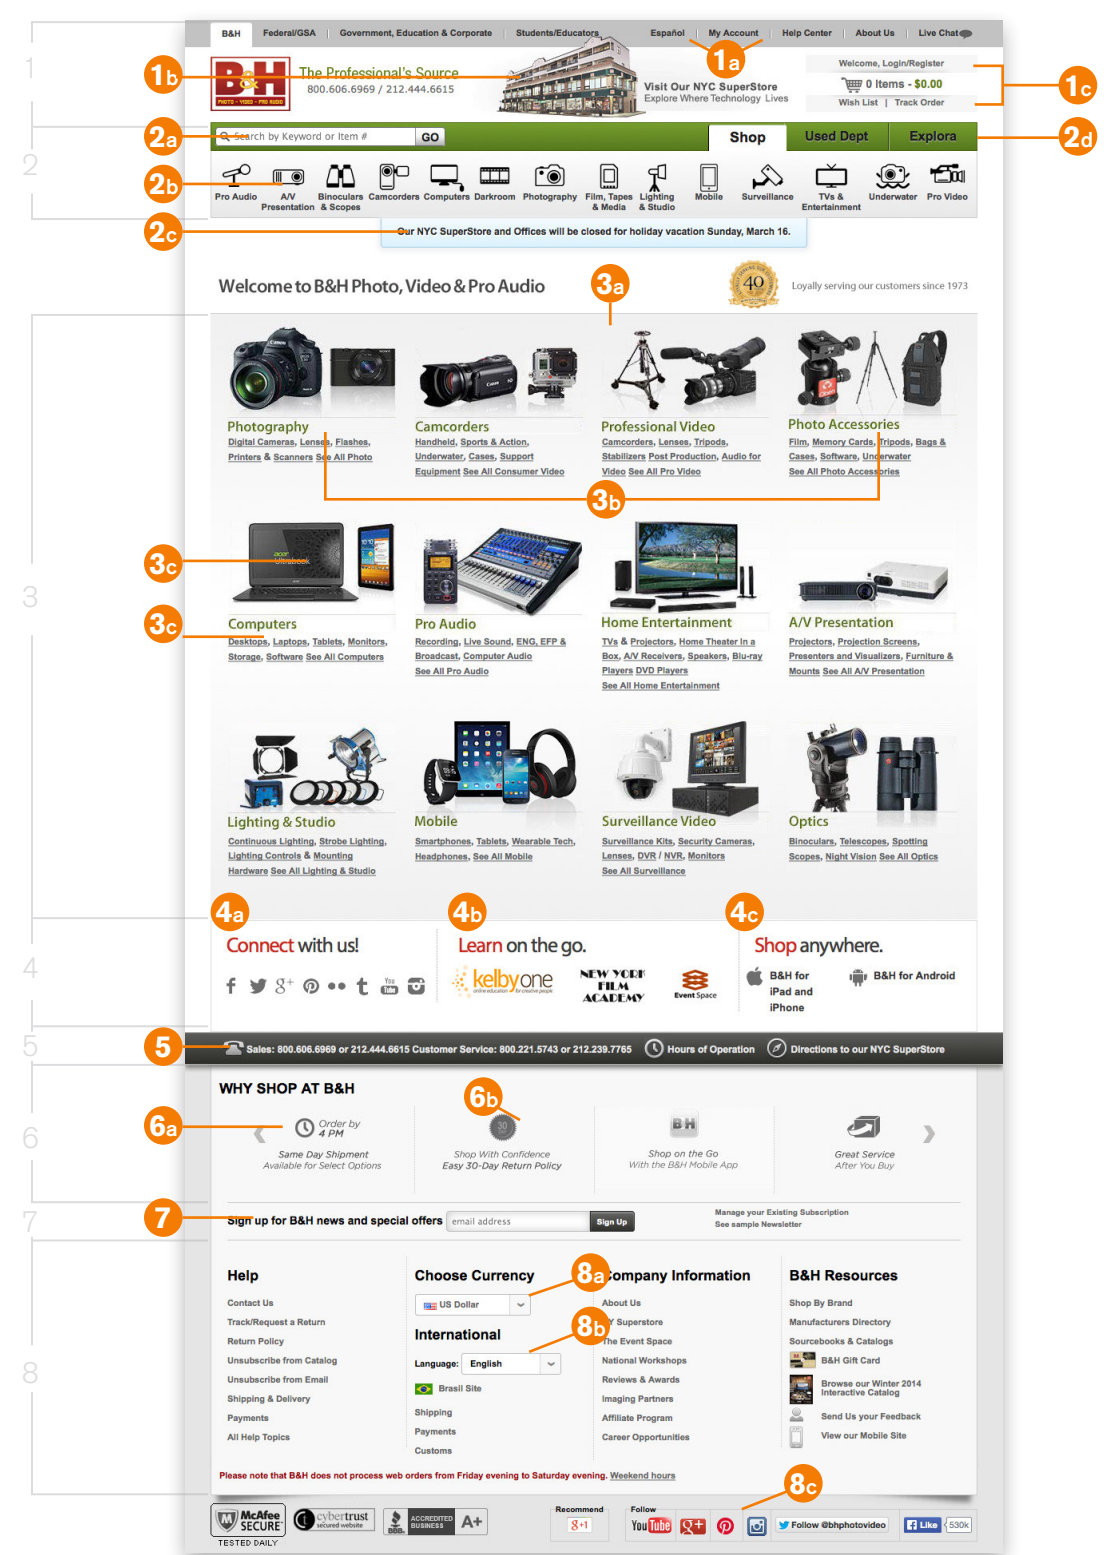 B&H Federal/GSA Government, Education & Corporate Students/Educators Español My Account Help Center About Us Live Chat
1
1a
1b
1c
B&H
PHOTO - VIDEO - PRO AUDIO
The Professional's Source
800.606.6969 / 212.444.6615
Visit Our NYC SuperStore
Explore Where Technology Lives
Welcome, Login/Register
0 Items - $0.00
Wish List | Track Order
2
2a
Search by Keyword or Item # GO
Shop Used Dept Explora
2d
2b
Pro Audio
A/V Presentation
Binoculars & Scopes
Camcorders
Computers
Darkroom
Photography
Film, Tapes & Media
Lighting & Studio
Mobile
Surveillance
TVs & Entertainment
Underwater
Pro Video
2c
Our NYC SuperStore and Offices will be closed for holiday vacation Sunday, March 16.
Welcome to B&H Photo, Video & Pro Audio
3a
40
Loyally serving our customers since 1973
3
Photography
Digital Cameras, Lenses, Flashes,
Printers & Scanners See All Photo
Camcorders
Handheld, Sports & Action,
Underwater, Cases, Support
Equipment See All Consumer Video
Professional Video
Camcorders, Lenses, Tripods,
Stabilizers Post Production, Audio for
Video See All Pro Video
Photo Accessories
Film, Memory Cards, Tripods, Bags &
Cases, Software, Underwater
See All Photo Accessories
3b
3c
acer
Ultrabook
3c
Computers
Desktops, Laptops, Tablets, Monitors,
Storage, Software See All Computers
Pro Audio
Recording, Live Sound, ENG, EFP &
Broadcast, Computer Audio
See All Pro Audio
Home Entertainment
TVs & Projectors, Home Theater In a
Box, A/V Receivers, Speakers, Blu-ray
Players DVD Players
See All Home Entertainment
A/V Presentation
Projectors, Projection Screens,
Presenters and Visualizers, Furniture &
Mounts See All A/V Presentation
Lighting & Studio
Continuous Lighting, Strobe Lighting,
Lighting Controls & Mounting
Hardware See All Lighting & Studio
Mobile
Smartphones, Tablets, Wearable Tech,
Headphones, See All Mobile
Surveillance Video
Surveillance Kits, Security Cameras,
Lenses, DVR / NVR, Monitors
See All Surveillance
Optics
Binoculars, Telescopes, Spotting
Scopes, Night Vision See All Optics
4
4a
Connect with us!
4b
Learn on the go.
kelbyone
online education for creative people
NEW YORK
FILM
ACADEMY
Event Space
4c
Shop anywhere.
B&H for
iPad and
iPhone
B&H for Android
5
5
Sales: 800.606.6969 or 212.444.6615 Customer Service: 800.221.5743 or 212.239.7765 Hours of Operation Directions to our NYC SuperStore
WHY SHOP AT B&H
6
6a
6b
Order by
4 PM
Same Day Shipment
Available for Select Options
30
Shop With Confidence
Easy 30-Day Return Policy
BH
Shop on the Go
With the B&H Mobile App
Great Service
After You Buy
7
7
Sign up for B&H news and special offers email address Sign Up
Manage your Existing Subscription
See sample Newsletter
8
Help
Contact Us
Track/Request a Return
Return Policy
Unsubscribe from Catalog
Unsubscribe from Email
Shipping & Delivery
Payments
All Help Topics
Choose Currency
8a
US Dollar
International
8b
Language: English
Brasil Site
Shipping
Payments
Customs
Company Information
About Us
NY Superstore
The Event Space
National Workshops
Reviews & Awards
Imaging Partners
Affiliate Program
Career Opportunities
B&H Resources
Shop By Brand
Manufacturers Directory
Sourcebooks & Catalogs
B&H Gift Card
Browse our Winter 2014
Interactive Catalog
Send Us your Feedback
View our Mobile Site
Please note that B&H does not process web orders from Friday evening to Saturday evening. Weekend hours
8c
McAfee
SECURE
TESTED DAILY
cybertrust
secured website
BBB
ACCREDITED
BUSINESS
A+
Recommend
g+1
Follow
YouTube
Follow @bhphotovideo
Like 530k